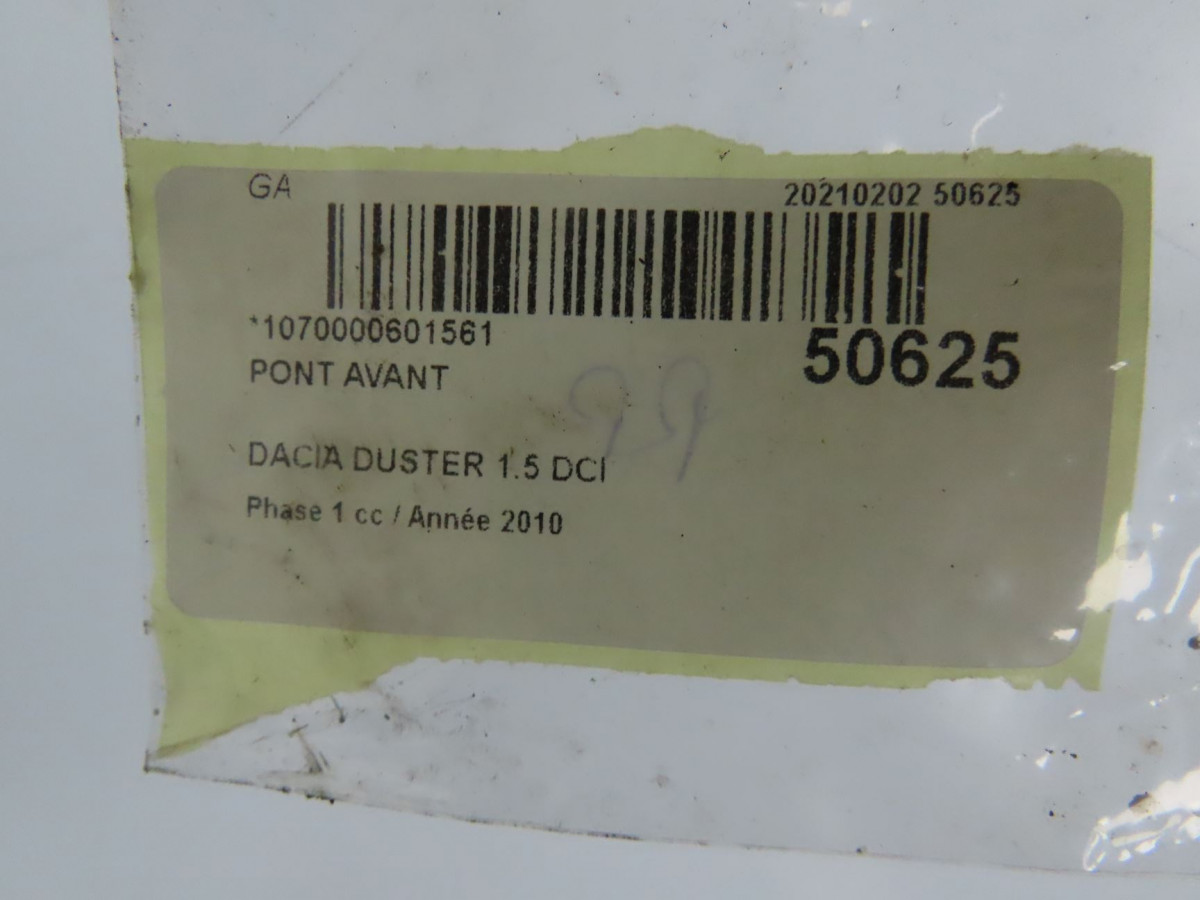 GA
20210202 50625
*1070000601561
50625
PONT AVANT
DACIA DUSTER 1.5 DCI
Phase 1 cc / Année 2010